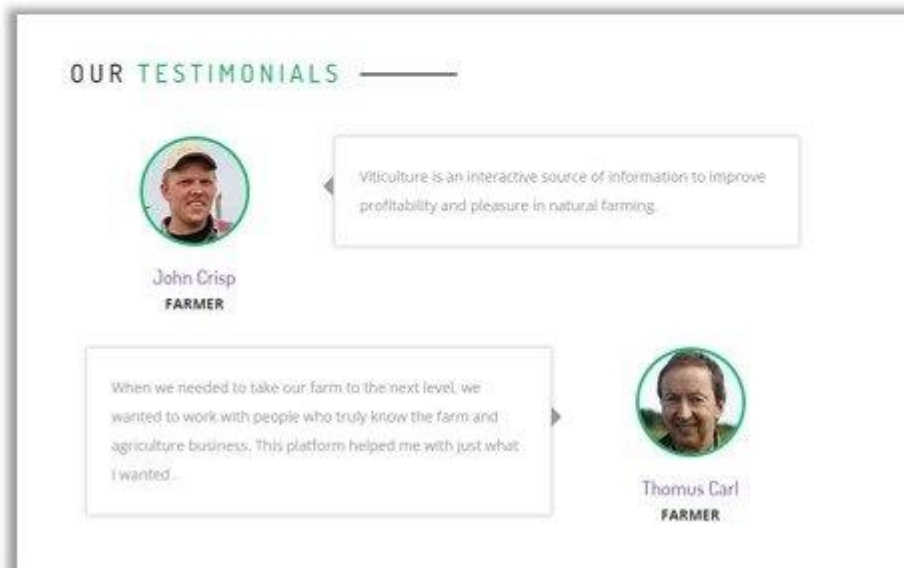 OUR TESTIMONIALS
Viticulture is an interactive source of information to improve
profitability and pleasure in natural farming.
John Crisp
FARMER
When we needed to take our farm to the next level, we
wanted to work with people who truly know the farm and
agriculture business. This platform helped me with just what
I wanted .
Thomus Carl
FARMER